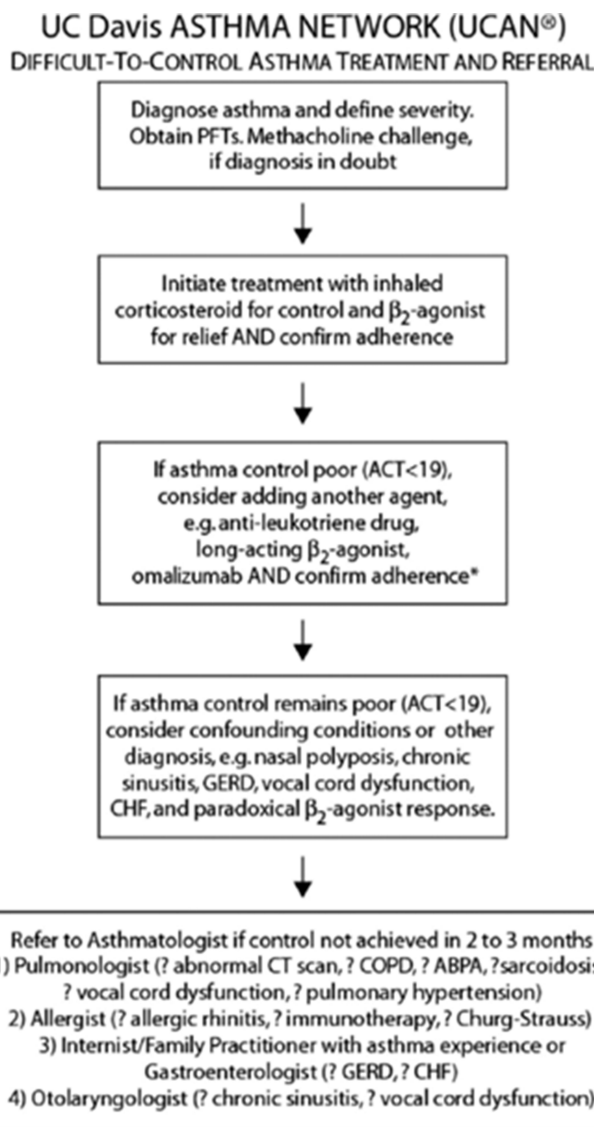 UC Davis ASTHMA NETWORK (UCAN®)
DIFFICULT-TO-CONTROL ASTHMA TREATMENT AND REFERRAL
Diagnose asthma and define severity.
Obtain PFTs. Methacholine challenge,
if diagnosis in doubt
Initiate treatment with inhaled
corticosteroid for control and β₂-agonist
for relief AND confirm adherence
If asthma control poor (ACT<19),
consider adding another agent,
e.g. anti-leukotriene drug,
long-acting β₂-agonist,
omalizumab AND confirm adherence*
If asthma control remains poor (ACT<19),
consider confounding conditions or other
diagnosis, e.g. nasal polyposis, chronic
sinusitis, GERD, vocal cord dysfunction,
CHF, and paradoxical β₂-agonist response.
Refer to Asthmatologist if control not achieved in 2 to 3 months
) Pulmonologist (? abnormal CT scan, ? COPD, ? ABPA, ?sarcoidosis
? vocal cord dysfunction, ? pulmonary hypertension)
2) Allergist (? allergic rhinitis, ? immunotherapy, ? Churg-Strauss)
3) Internist/Family Practitioner with asthma experience or
Gastroenterologist (? GERD, ? CHF)
4) Otolaryngologist (? chronic sinusitis, ? vocal cord dysfunction)